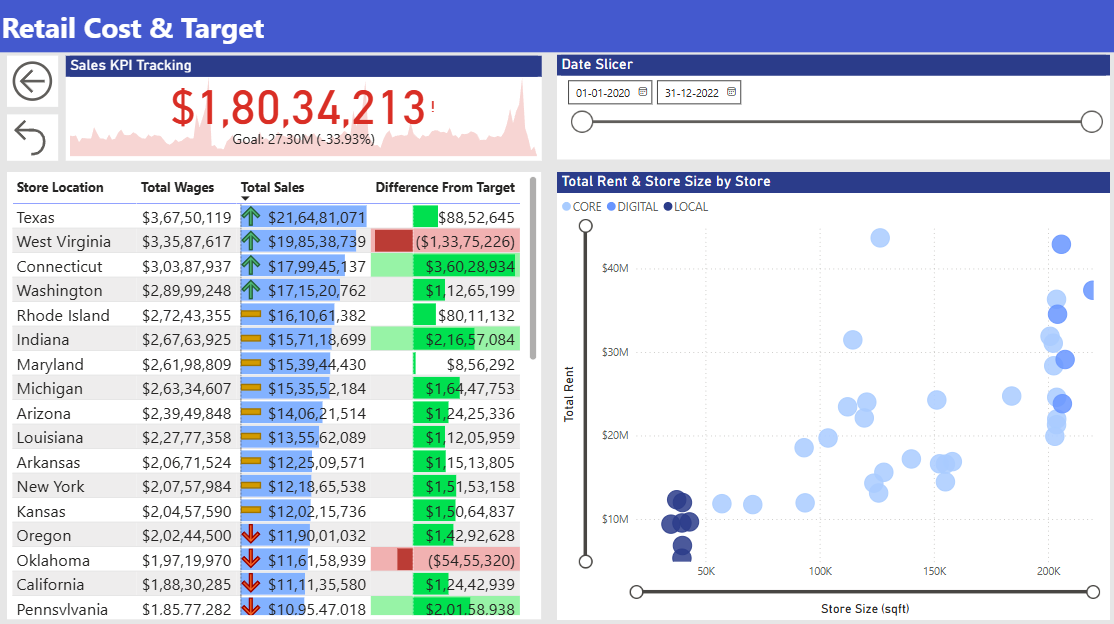 Retail Cost & Target
Sales KPI Tracking
$1,80,34,213!
Goal: 27.30M (-33.93%)
Date Slicer
01-01-2020 31-12-2022
Store Location Total Wages Total Sales Difference From Target
Texas $3,67,50,119 $21,64,81,071 $88,52,645
West Virginia $3,35,87,617 $19,85,38,739 ($1,33,75,226)
Connecticut $3,03,87,937 $17,99,45,137 $3,60,28,934
Washington $2,89,99,248 $17,15,20,762 $1,12,65,199
Rhode Island $2,72,43,355 $16,10,61,382 $80,11,132
Indiana $2,67,63,925 $15,71,18,699 $2,16,57,084
Maryland $2,61,98,809 $15,39,44,430 $8,56,292
Michigan $2,63,34,607 $15,35,52,184 $1,64,47,753
Arizona $2,39,49,848 $14,06,21,514 $1,24,25,336
Louisiana $2,27,77,358 $13,55,62,089 $1,12,05,959
Arkansas $2,06,71,524 $12,25,09,571 $1,15,13,805
New York $2,07,57,984 $12,18,65,538 $1,51,53,158
Kansas $2,04,57,590 $12,02,15,736 $1,50,64,837
Oregon $2,02,44,500 $11,90,01,032 $1,42,92,628
Oklahoma $1,97,19,970 $11,61,58,939 ($54,55,320)
California $1,88,30,285 $11,11,35,580 $1,24,42,939
Pennsylvania $1,85,77,282 $10,95,47,018 $2,01,58,938
Total Rent & Store Size by Store
CORE DIGITAL LOCAL
$40M
$30M
$20M
$10M
Total Rent
50K 100K 150K 200K
Store Size (sqft)